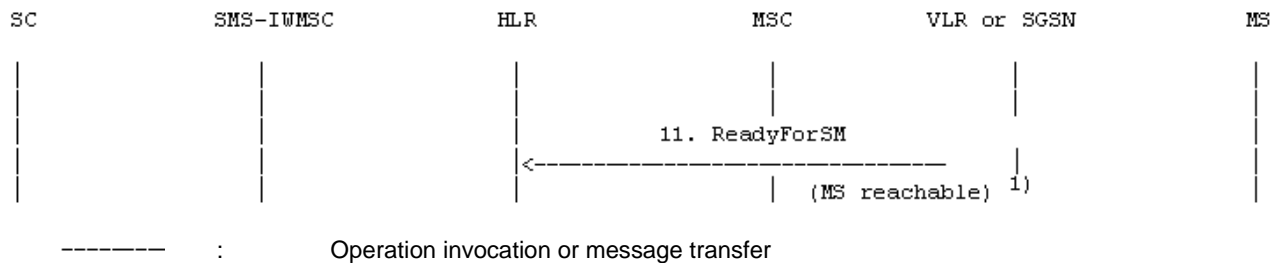 SC SMS-IWMSC HLR MSC VLR or SGSN MS
11. ReadyForSM
(MS reachable) 1)
: Operation invocation or message transfer